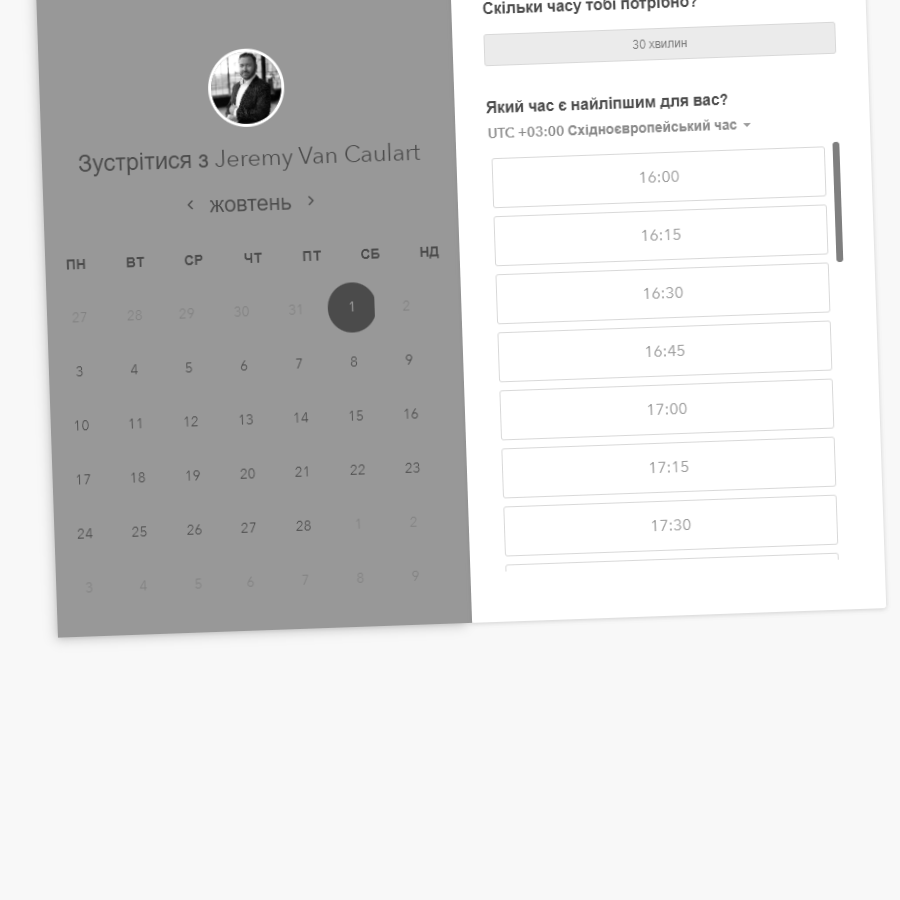 Зустрітися з Jeremy Van Caulart
‹ жовтень ›
ПН ВТ СР ЧТ ПТ СБ НД
27 28 29 30 31 1 2
3 4 5 6 7 8 9
10 11 12 13 14 15 16
17 18 19 20 21 22 23
24 25 26 27 28 1 2
3 4 5 6 7 8 9
Скільки часу тобі потрібно?
30 хвилин
Який час є найліпшим для вас?
UTC +03:00 Східноєвропейський час
16:00
16:15
16:30
16:45
17:00
17:15
17:30